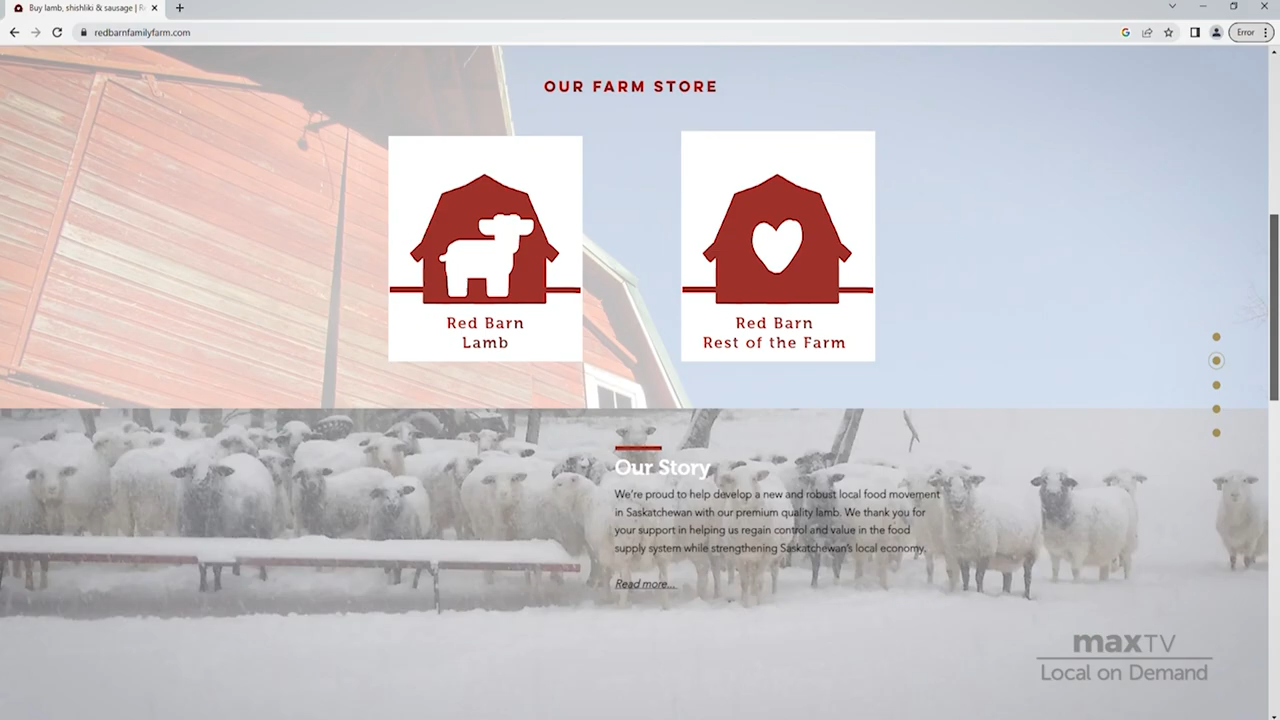 Buy lamb, shishliki & sausage | Re
redbarnfamilyfarm.com
Error
OUR FARM STORE
Red Barn
Lamb
Red Barn
Rest of the Farm
Our Story
We're proud to help develop a new and robust local food movement
in Saskatchewan with our premium quality lamb. We thank you for
your support in helping us regain control and value in the food
supply system while strengthening Saskatchewan's local economy.
Read more...
maxTV
Local on Demand